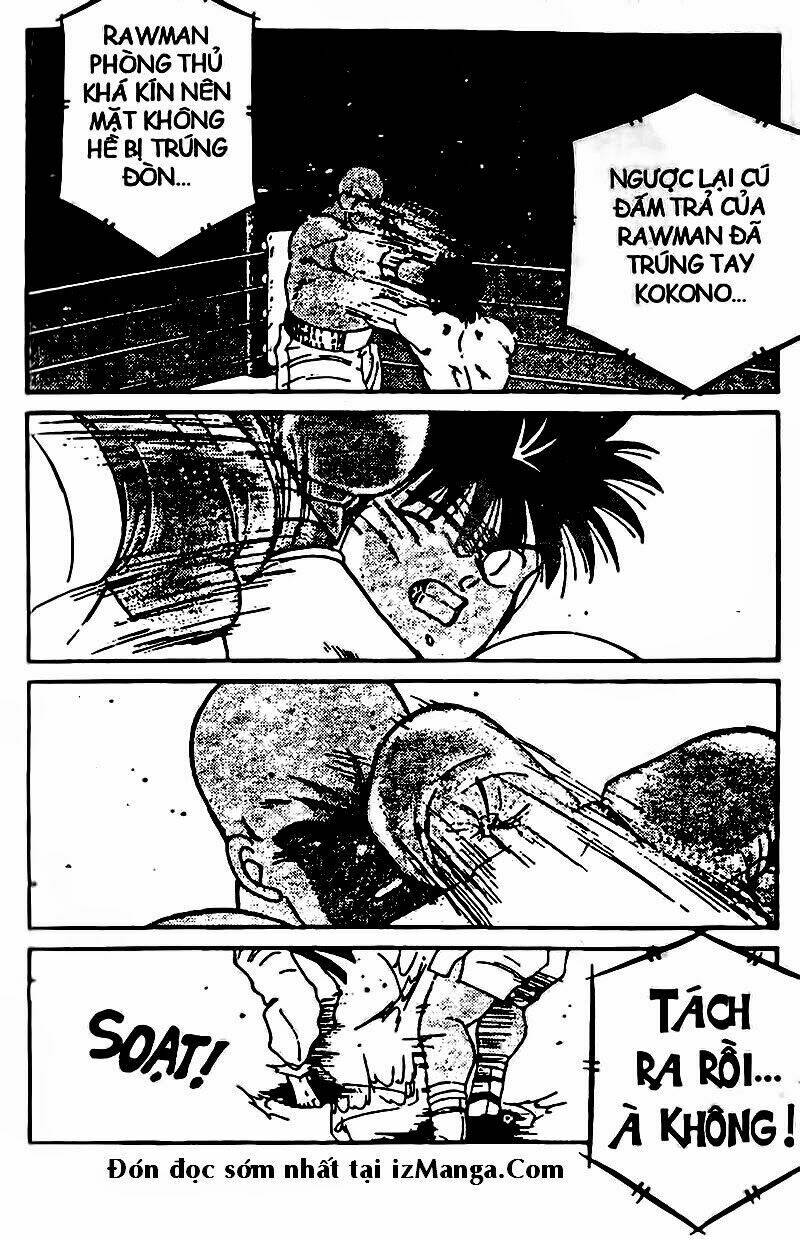 RAWMAN
PHÒNG THỦ
KHÁ KÍN NÊN
MẶT KHÔNG
HỀ BỊ TRÚNG
ĐÒN...
NGƯỢC LẠI CÚ
ĐẤM TRẢ CỦA
RAWMAN ĐÃ
TRÚNG TAY
KOKONO...
SOẠT!
TÁCH
RA RỒI...
À KHÔNG!
Đón đọc sớm nhất tại izManga.Com